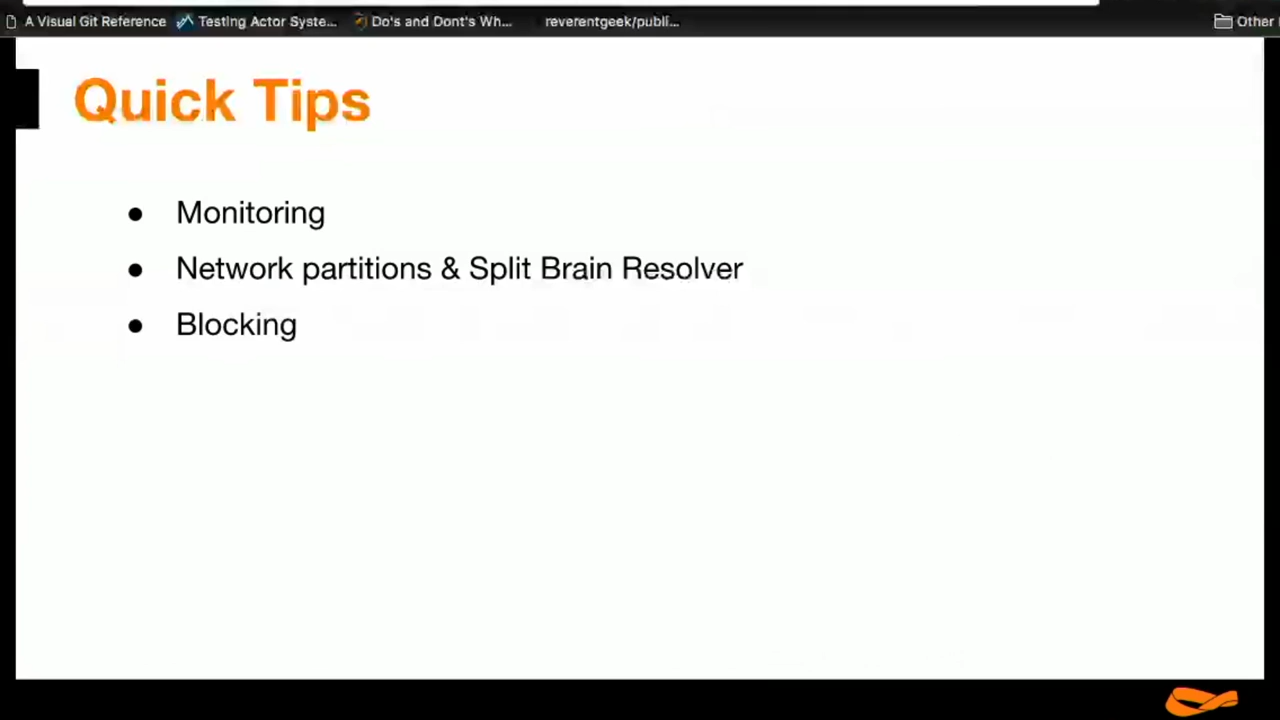 A Visual Git Reference Testing Actor Syste... Do's and Dont's Wh... reverentgeek/publi... Other
Quick Tips
● Monitoring
● Network partitions & Split Brain Resolver
● Blocking